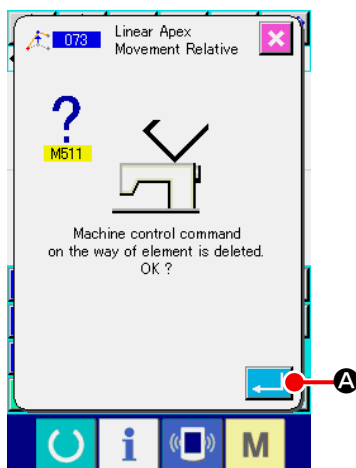 073
Linear Apex
Movement Relative
?
M511
Machine control command
on the way of element is deleted.
OK ?
A
i
M